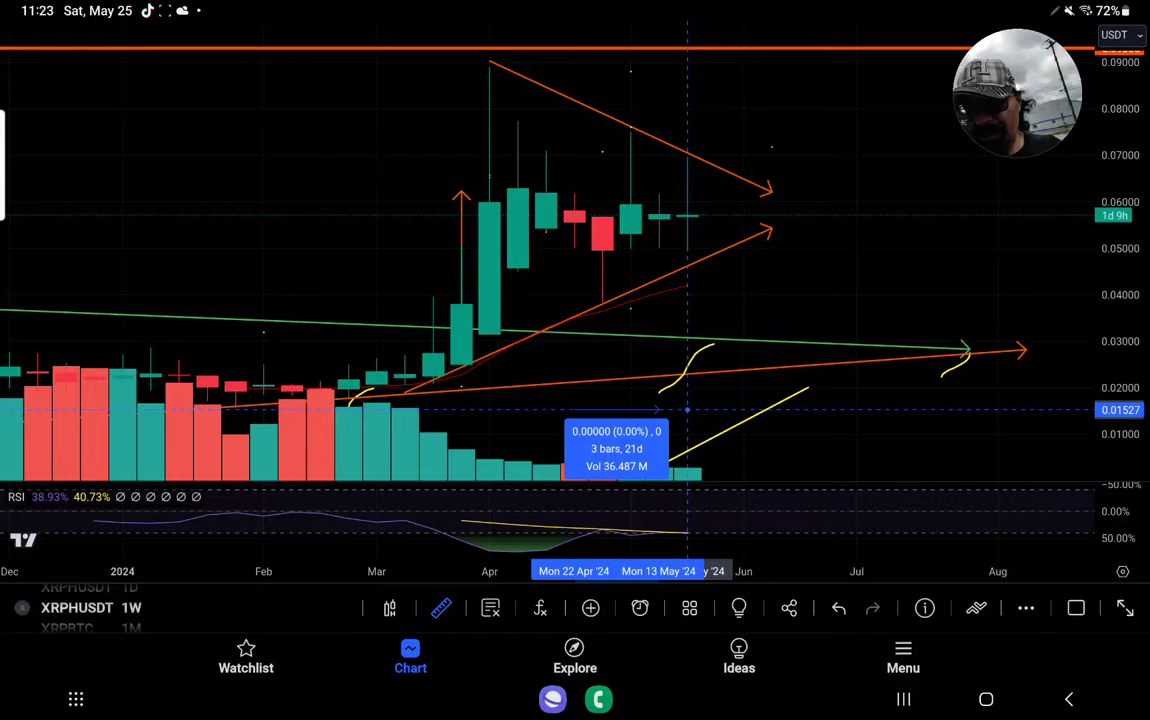 11:23 Sat, May 25
72%
USDT
0.09000
0.08000
0.07000
0.06000
1d 9h
0.05000
0.04000
0.03000
0.02000
0.01527
0.01000
0.00000 (0.00%) , 0
3 bars, 21d
Vol 36.487 M
−50.00%
RSI 38.93% 40.73% ∅ ∅ ∅ ∅ ∅ ∅
0.00%
50.00%
Dec 2024 Feb Mar Apr Mon 22 Apr '24 Mon 13 May '24 y '24 Jun Jul Aug
XRPHUSDT 1D
XRPHUSDT 1W
XRPBTC 1M
Watchlist Chart Explore Ideas Menu